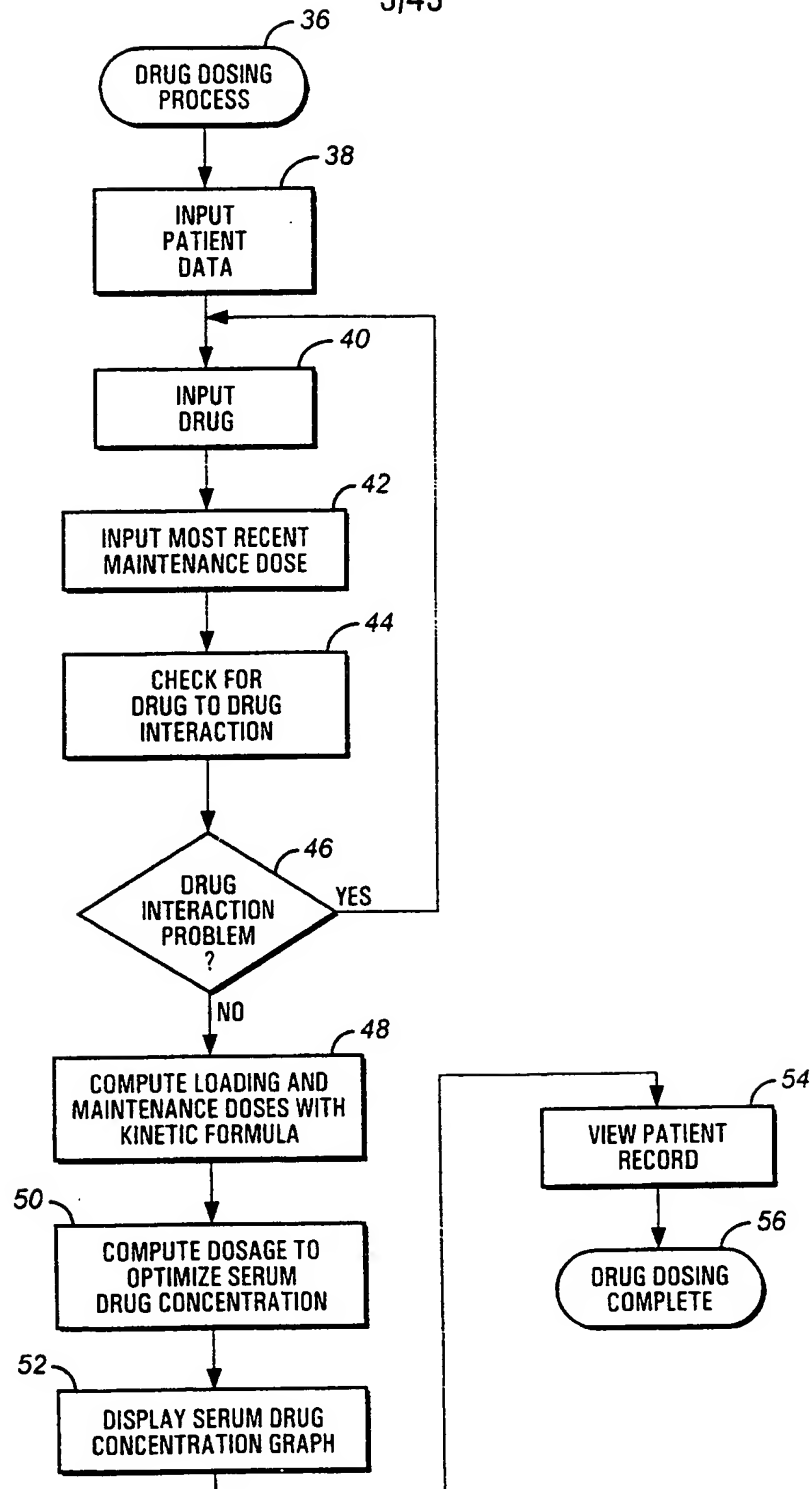 36
DRUG DOSING
PROCESS
38
INPUT
PATIENT
DATA
40
INPUT
DRUG
42
INPUT MOST RECENT
MAINTENANCE DOSE
44
CHECK FOR
DRUG TO DRUG
INTERACTION
46
DRUG
INTERACTION
PROBLEM
?
YES
NO
48
COMPUTE LOADING AND
MAINTENANCE DOSES WITH
KINETIC FORMULA
50
COMPUTE DOSAGE TO
OPTIMIZE SERUM
DRUG CONCENTRATION
52
DISPLAY SERUM DRUG
CONCENTRATION GRAPH
54
VIEW PATIENT
RECORD
56
DRUG DOSING
COMPLETE